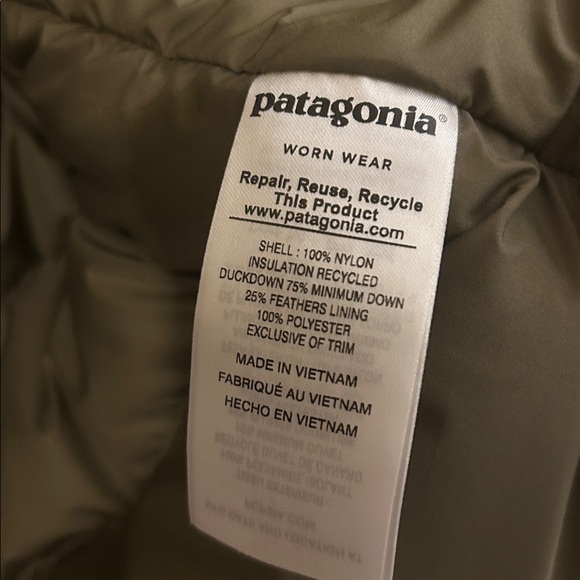 patagonia®
WORN WEAR
Repair, Reuse, Recycle
This Product
www.patagonia.com
SHELL : 100% NYLON
INSULATION RECYCLED
DUCKDOWN 75% MINIMUM DOWN
25% FEATHERS LINING
100% POLYESTER
EXCLUSIVE OF TRIM
MADE IN VIETNAM
FABRIQUÉ AU VIETNAM
HECHO EN VIETNAM